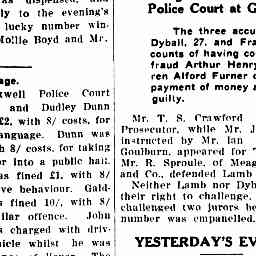 ly to the evening's
lucky number win-
Mollie Boyd and Mr.
age.
kwell Police Court
and Dudley Dunn
£2, with 8/ costs, for
language. Dunn was
h 8/ costs, for taking
or into a public hall.
as fined £1, with 8/
ve behaviour. Gald-
s fined 10/, with 8/
ilar offence. John
s charged with driv-
icle whilst he was
Police Court at G
The three accu
Dyball, 27, and Fra
counts of having co
fraud Arthur Henry
ren Alford Furner o
payment of money a
guilty.
Mr. T. S. Crawford
Prosecutor, while Mr. J
instructed by Mr. Ian
Goulburn, appeared for
Mr. R. Sproule, of Meag
and Co., defended Lamb
Neither Lamb nor Dyb
their right to challenge.
challenged two jurors be
number was empanelled.
YESTERDAY'S EV